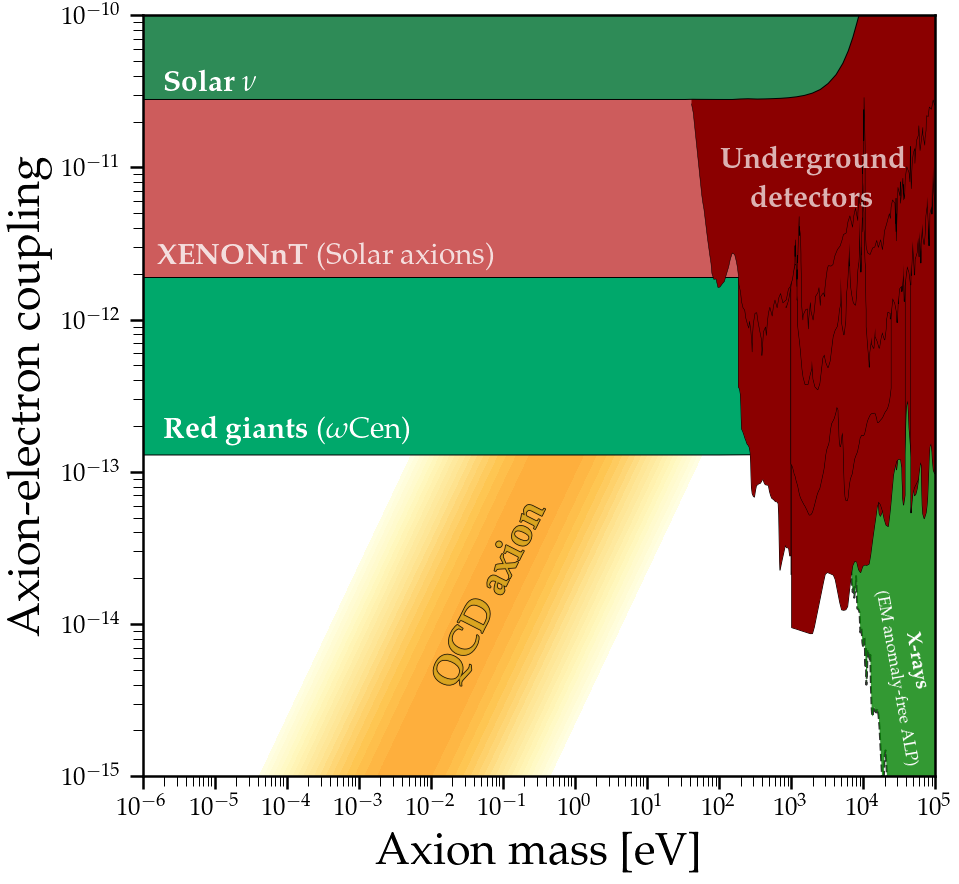 10⁻¹⁰
10⁻¹¹
10⁻¹²
10⁻¹³
10⁻¹⁴
10⁻¹⁵
Axion-electron coupling
Solar ν
Underground
detectors
XENONnT (Solar axions)
Red giants (ωCen)
QCD axion
X-rays
(EM anomaly-free ALP)
10⁻⁶ 10⁻⁵ 10⁻⁴ 10⁻³ 10⁻² 10⁻¹ 10⁰ 10¹ 10² 10³ 10⁴ 10⁵
Axion mass [eV]